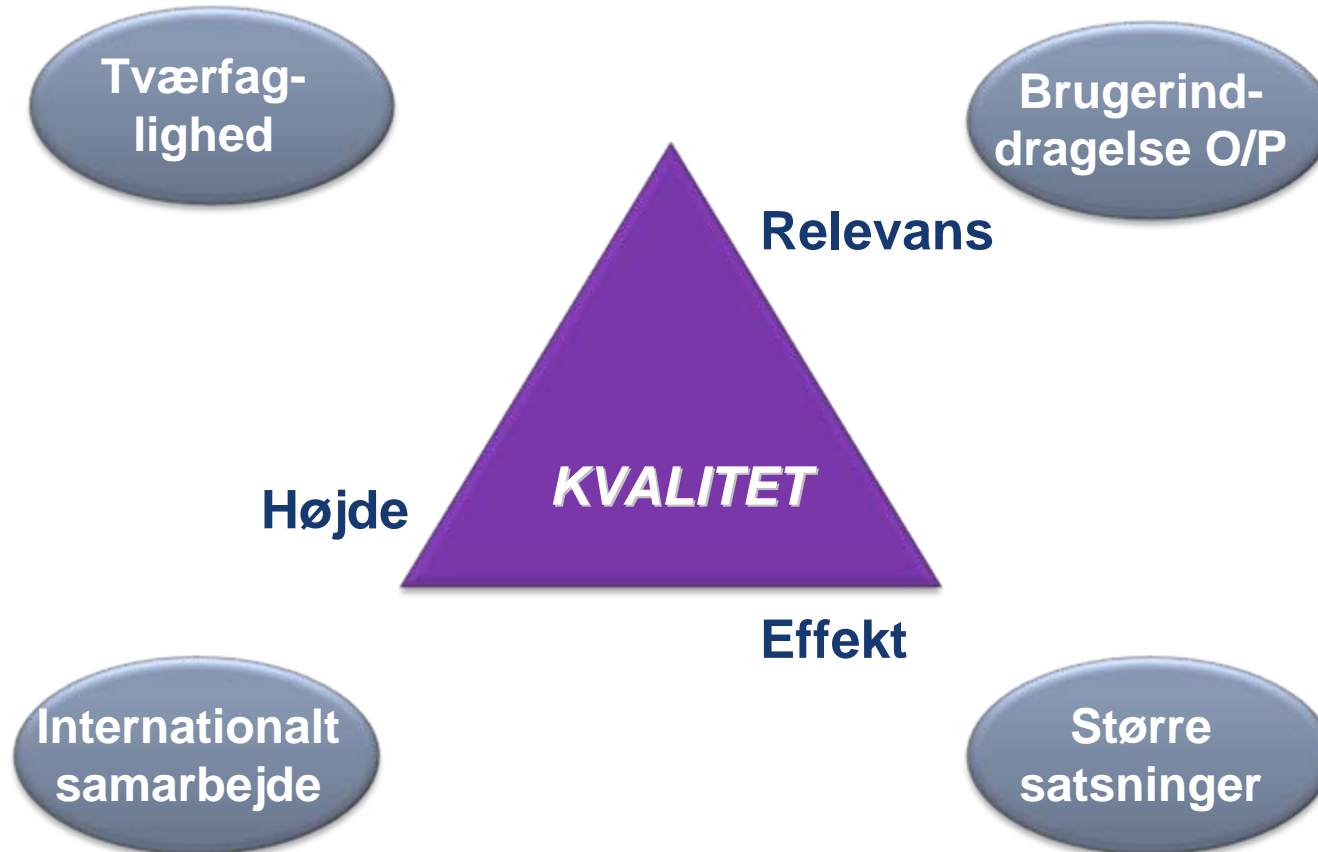 Tværfag-
lighed
Brugerind-
dragelse O/P
Relevans
KVALITET
Højde
Effekt
Internationalt
samarbejde
Større
satsninger